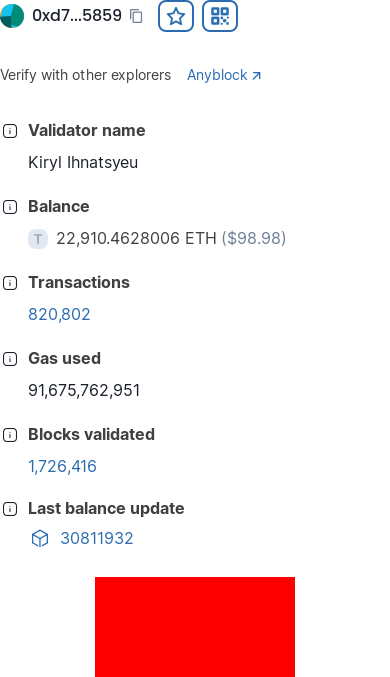 0xd7...5859
Verify with other explorers Anyblock
Validator name
Kiryl Ihnatsyeu
Balance
T 22,910.4628006 ETH ($98.98)
Transactions
820,802
Gas used
91,675,762,951
Blocks validated
1,726,416
Last balance update
30811932